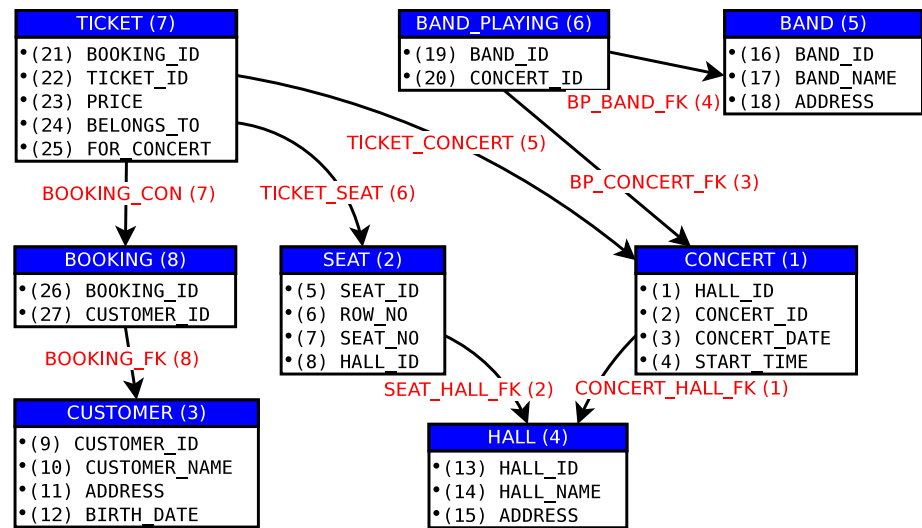 TICKET (7)
•(21) BOOKING_ID
•(22) TICKET_ID
•(23) PRICE
•(24) BELONGS_TO
•(25) FOR_CONCERT
BAND_PLAYING (6)
•(19) BAND_ID
•(20) CONCERT_ID
BAND (5)
•(16) BAND_ID
•(17) BAND_NAME
•(18) ADDRESS
BP_BAND_FK (4)
TICKET_CONCERT (5)
BP_CONCERT_FK (3)
BOOKING_CON (7)
TICKET_SEAT (6)
BOOKING (8)
•(26) BOOKING_ID
•(27) CUSTOMER_ID
SEAT (2)
•(5) SEAT_ID
•(6) ROW_NO
•(7) SEAT_NO
•(8) HALL_ID
CONCERT (1)
•(1) HALL_ID
•(2) CONCERT_ID
•(3) CONCERT_DATE
•(4) START_TIME
BOOKING_FK (8)
SEAT_HALL_FK (2)
CONCERT_HALL_FK (1)
CUSTOMER (3)
•(9) CUSTOMER_ID
•(10) CUSTOMER_NAME
•(11) ADDRESS
•(12) BIRTH_DATE
HALL (4)
•(13) HALL_ID
•(14) HALL_NAME
•(15) ADDRESS